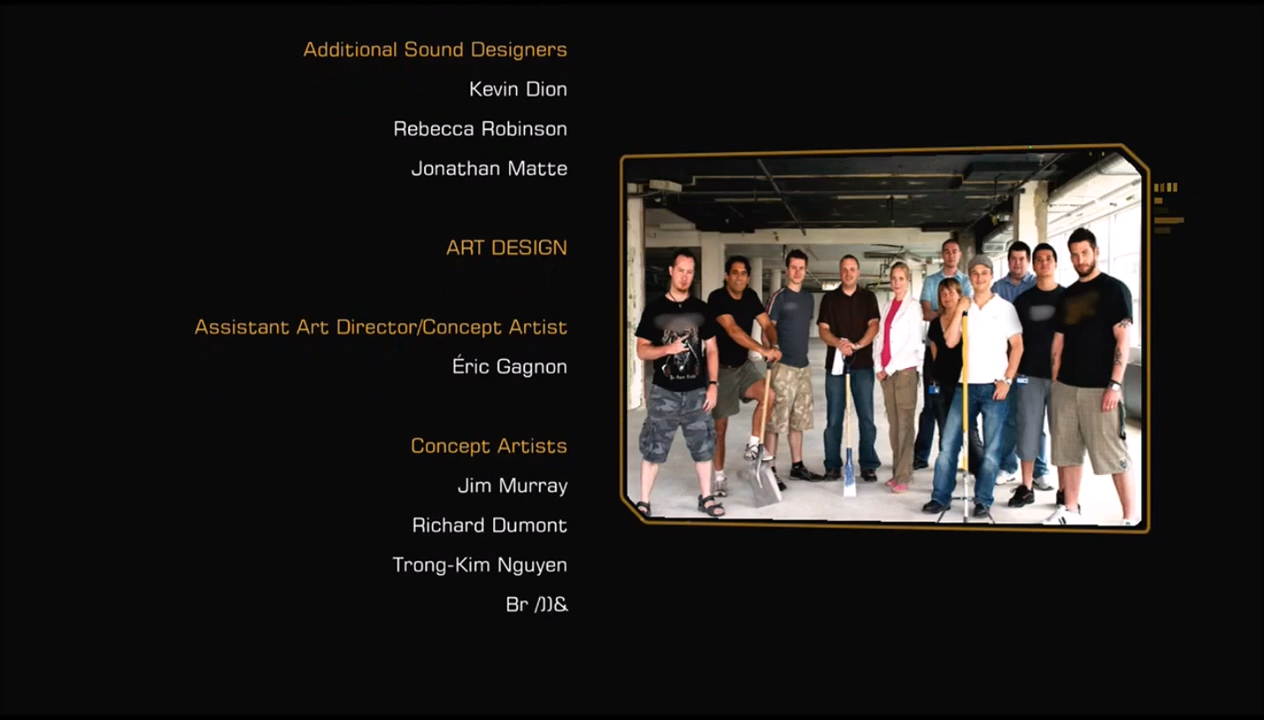 Additional Sound Designers
Kevin Dion
Rebecca Robinson
Jonathan Matte
ART DESIGN
Assistant Art Director/Concept Artist
Éric Gagnon
Concept Artists
Jim Murray
Richard Dumont
Trong-Kim Nguyen
Br /))&